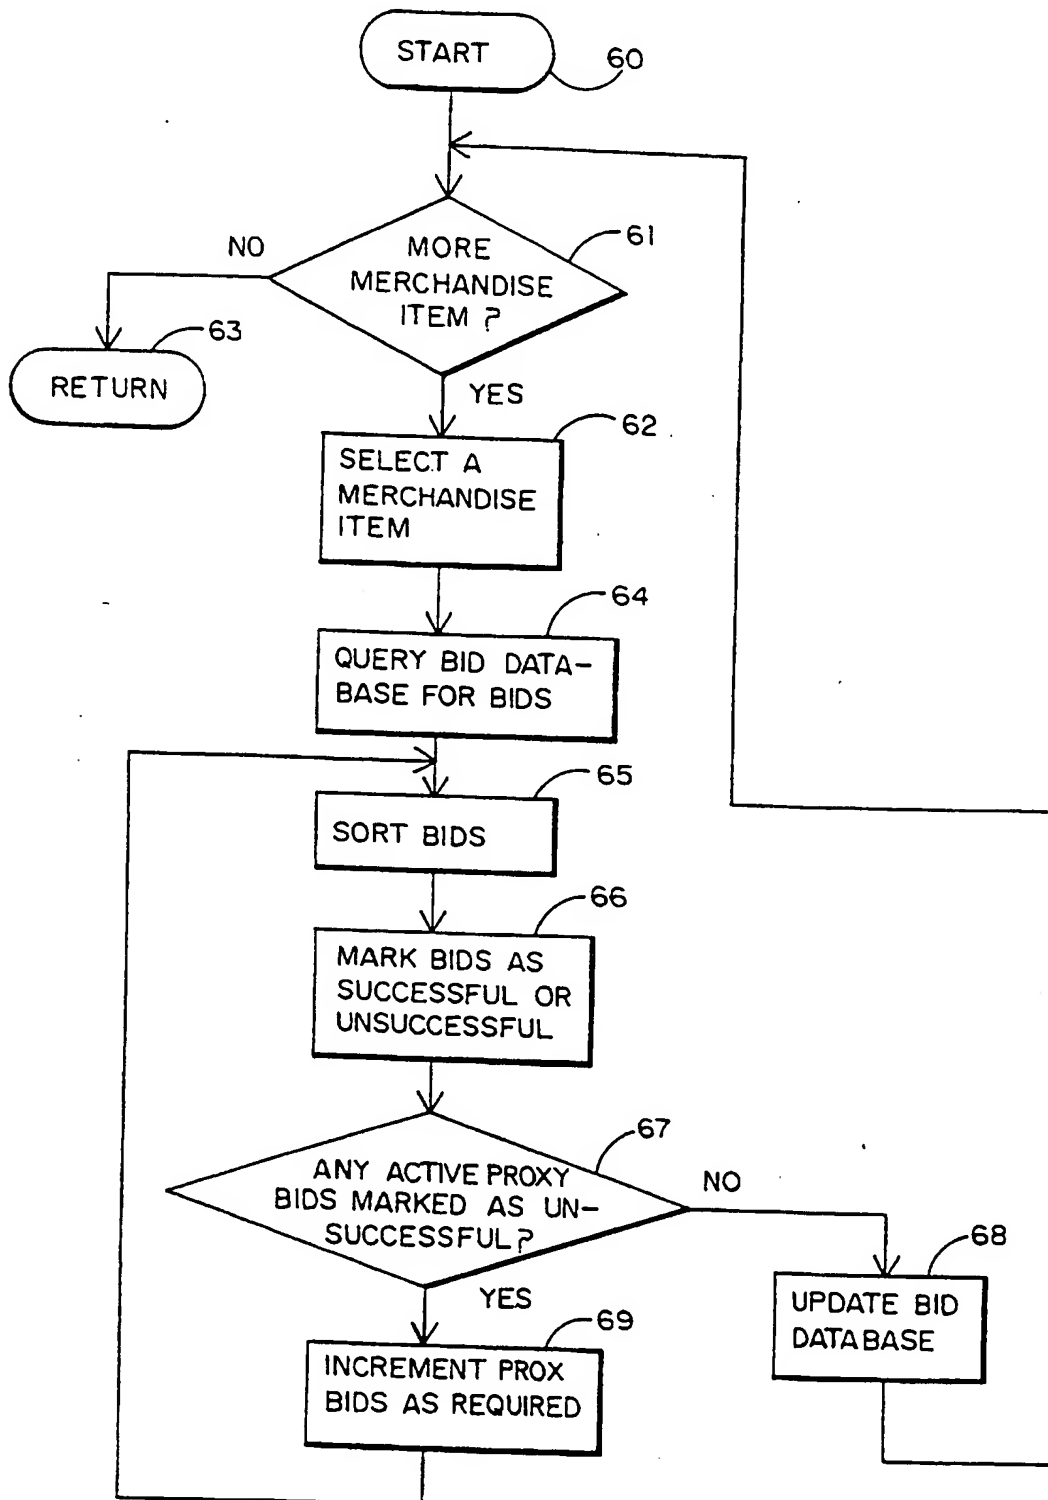 START
60
NO
MORE
MERCHANDISE
ITEM ?
61
63
RETURN
YES
62
SELECT A
MERCHANDISE
ITEM
64
QUERY BID DATA-
BASE FOR BIDS
65
SORT BIDS
66
MARK BIDS AS
SUCCESSFUL OR
UNSUCCESSFUL
67
ANY ACTIVE PROXY
BIDS MARKED AS UN-
SUCCESSFUL?
NO
68
YES
UPDATE BID
DATABASE
69
INCREMENT PROX
BIDS AS REQUIRED